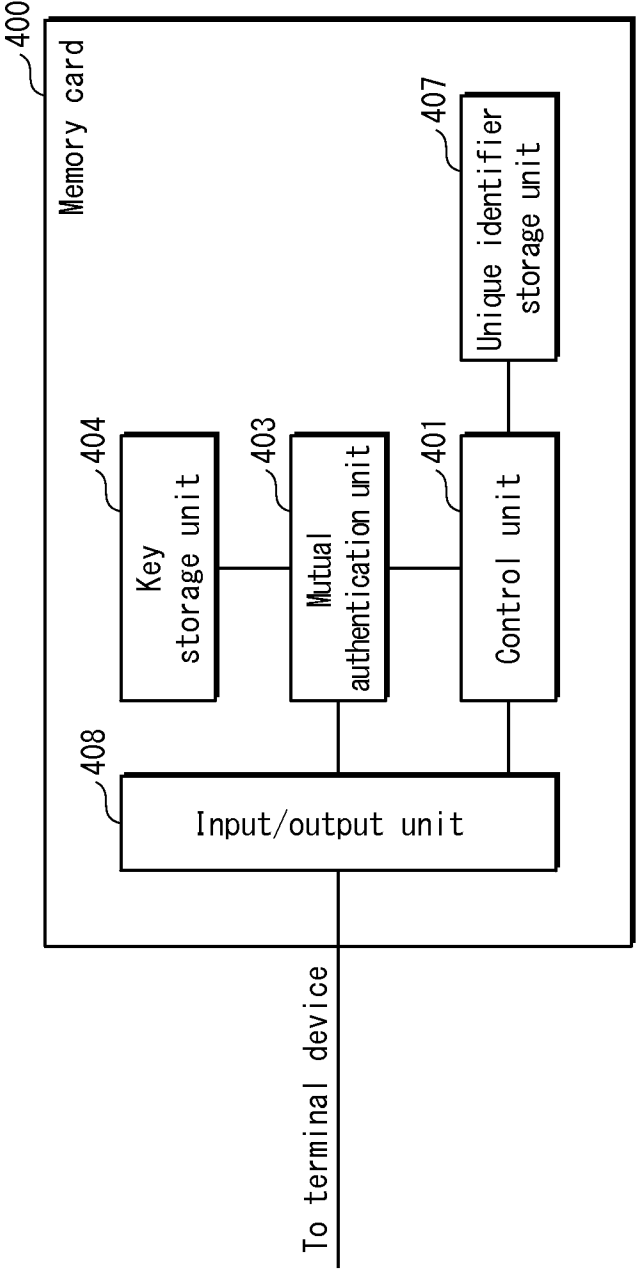 400
Memory card
404
Key
storage unit
408
403
Mutual
authentication unit
Input/output unit
To terminal device
401
Control unit
407
Unique identifier
storage unit